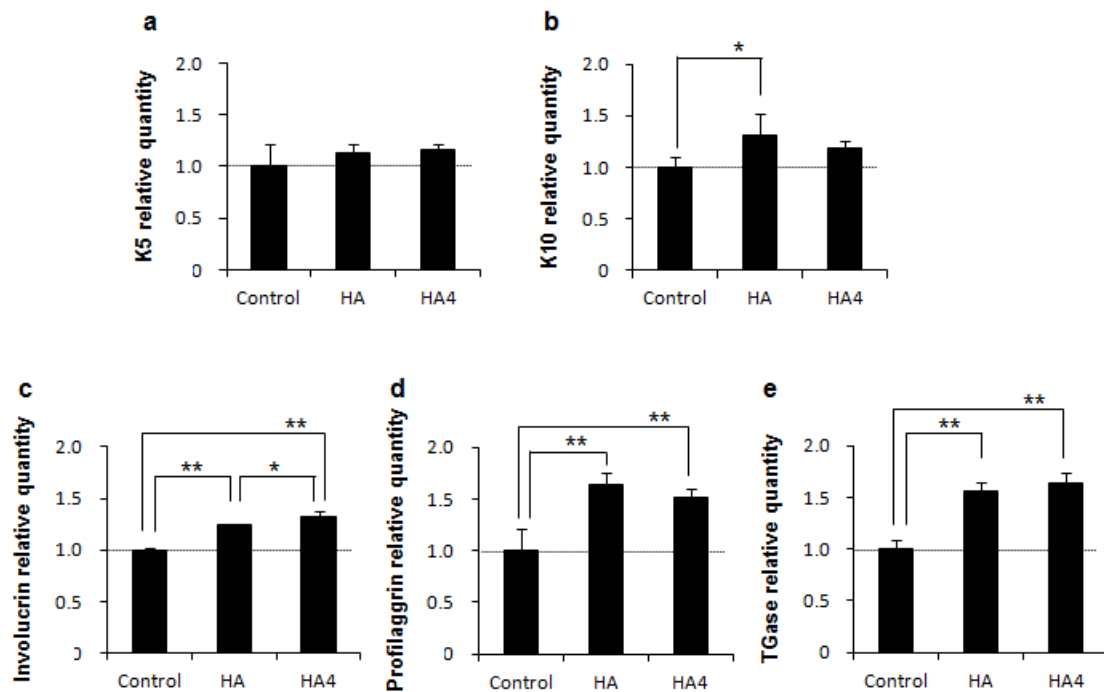 a
K5 relative quantity
2.0
1.5
1.0
0.5
0
Control HA HA4
b
K10 relative quantity
2.0
1.5
1.0
0.5
0
*
Control HA HA4
c
Involucrin relative quantity
2.0
1.5
1.0
0.5
0
**
** *
Control HA HA4
d
Profilaggrin relative quantity
2.0
1.5
1.0
0.5
0
**
**
Control HA HA4
e
TGase relative quantity
2.0
1.5
1.0
0.5
0
**
**
Control HA HA4